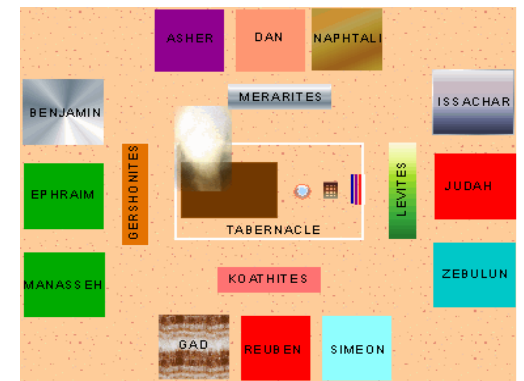 ASHER
DAN
NAPHTALI
MERARITES
BENJAMIN
ISSACHAR
GERSHONITES
LEVITES
EPHRAIM
JUDAH
TABERNACLE
KOATHITES
MANASSEH
ZEBULUN
GAD
REUBEN
SIMEON